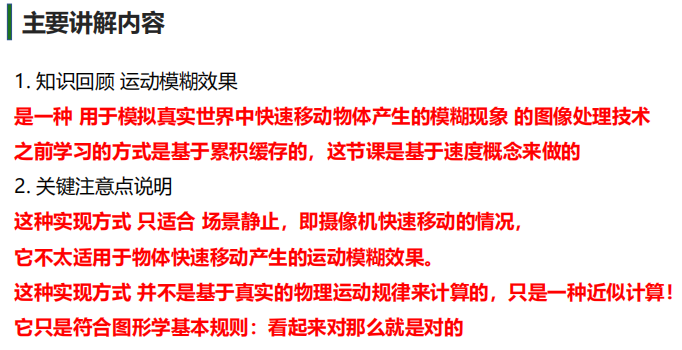 主要讲解内容
1. 知识回顾 运动模糊效果
是一种 用于模拟真实世界中快速移动物体产生的模糊现象 的图像处理技术
之前学习的方式是基于累积缓存的，这节课是基于速度概念来做的
2. 关键注意点说明
这种实现方式 只适合 场景静止，即摄像机快速移动的情况，
它不太适用于物体快速移动产生的运动模糊效果。
这种实现方式 并不是基于真实的物理运动规律来计算的，只是一种近似计算！
它只是符合图形学基本规则：看起来对那么就是对的